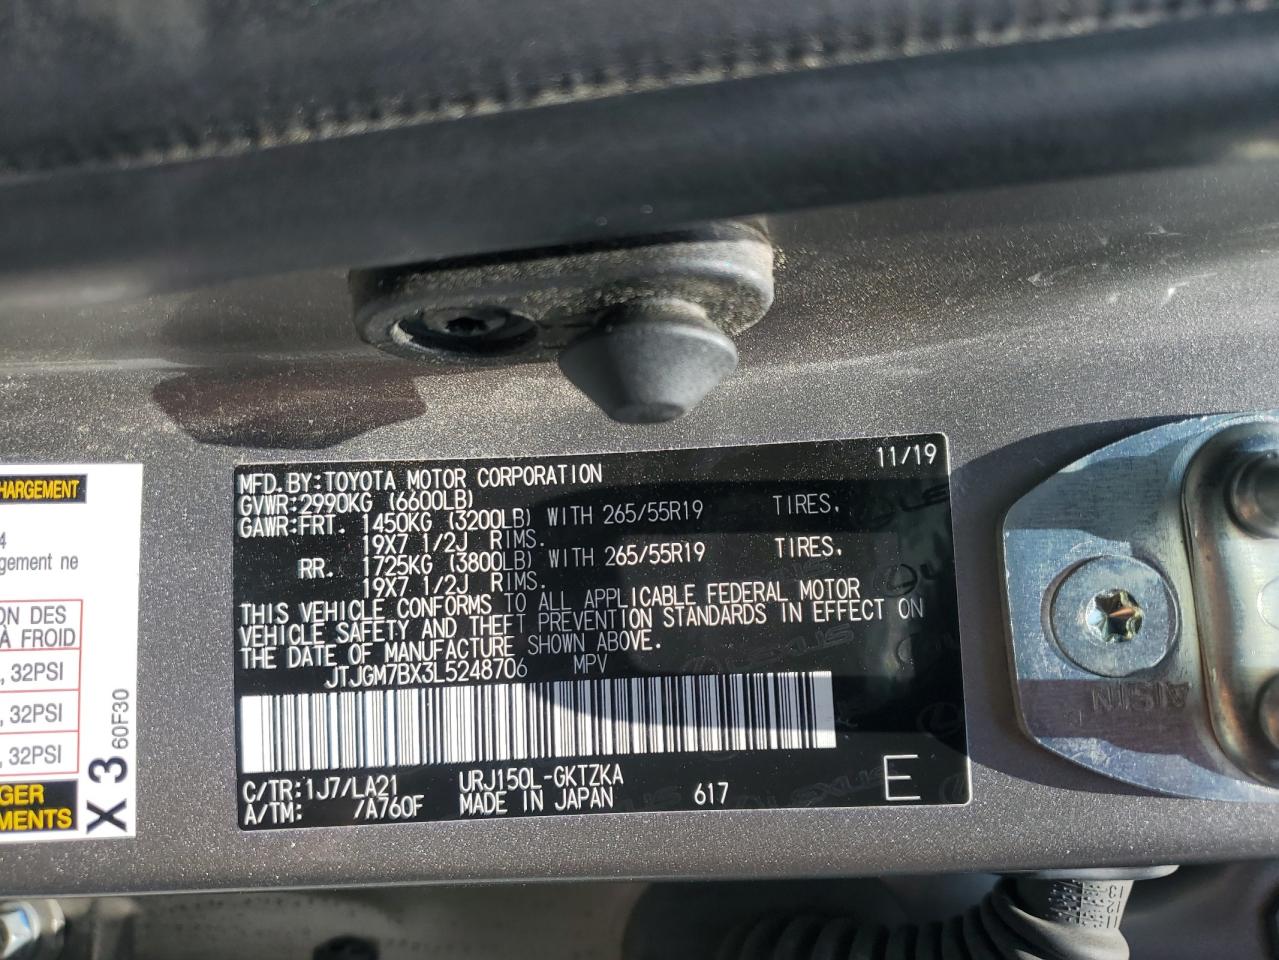 HARGEMENT
4
gement ne
ON DES
À FROID
, 32PSI
, 32PSI
, 32PSI
GER
MENTS
X 3
60F30
11/19
MFD.BY:TOYOTA MOTOR CORPORATION
GVWR:2990KG (6600LB)
GAWR:FRT. 1450KG (3200LB) WITH 265/55R19 TIRES.
19X7 1/2J RIMS.
RR. 1725KG (3800LB) WITH 265/55R19 TIRES.
19X7 1/2J RIMS.
THIS VEHICLE CONFORMS TO ALL APPLICABLE FEDERAL MOTOR
VEHICLE SAFETY AND THEFT PREVENTION STANDARDS IN EFFECT ON
THE DATE OF MANUFACTURE SHOWN ABOVE.
JTJGM7BX3L5248706 MPV
C/TR:1J7/LA21 URJ150L-GKTZKA
A/TM: /A760F MADE IN JAPAN 617 E
LEXUS
AISIN